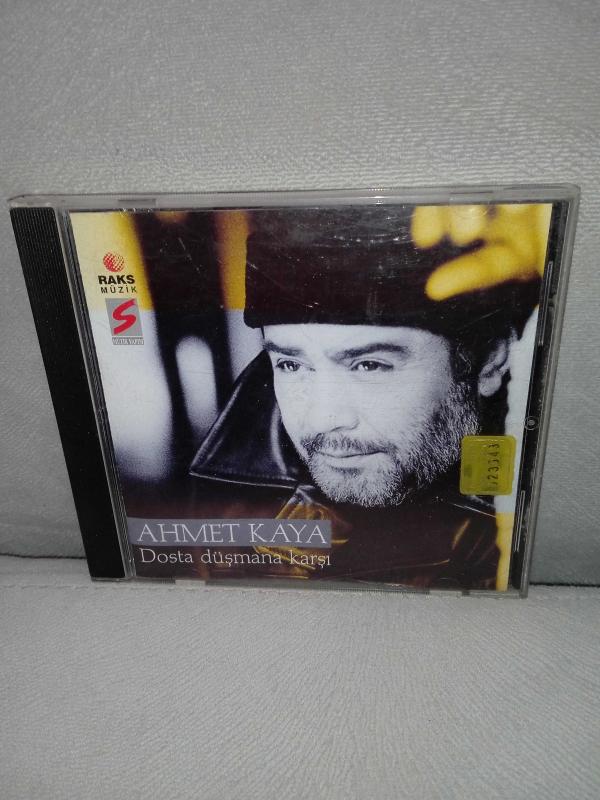 RAKS
MÜZİK
S
AHMET KAYA
Dosta düşmana karşı